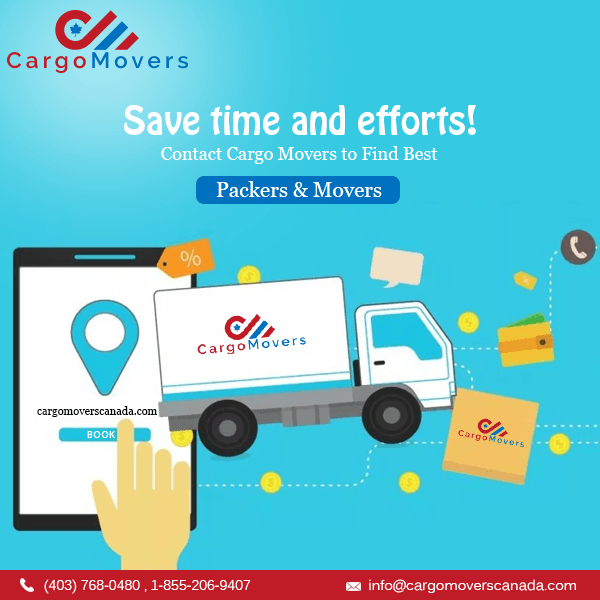 CargoMovers
Save time and efforts!
Contact Cargo Movers to Find Best
Packers & Movers
%
CargoMovers
cargomoverscanada.com
BOOK
CargoMovers
(403) 768-0480 , 1-855-206-9407
info@cargomoverscanada.com